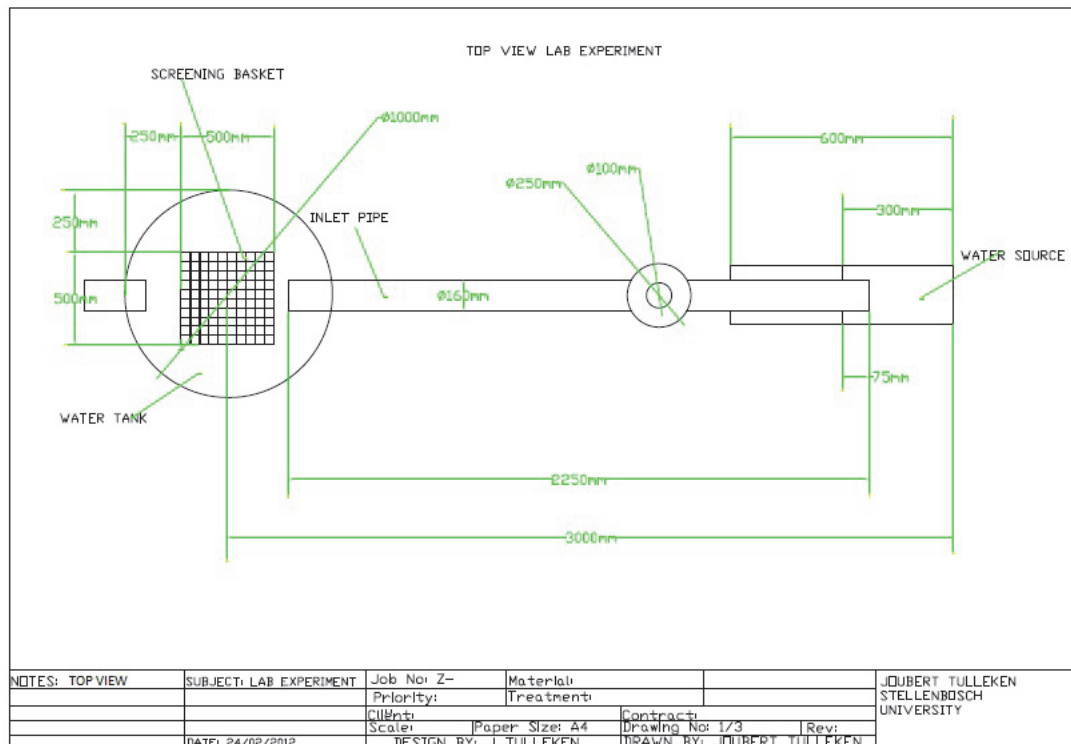 TOP VIEW LAB EXPERIMENT
SCREENING BASKET
250mm
500mm
Ø1000mm
600mm
Ø100mm
Ø250mm
300mm
250mm
INLET PIPE
WATER SOURCE
500mm
Ø160mm
75mm
WATER TANK
2250mm
3000mm
NOTES: TOP VIEW
SUBJECT: LAB EXPERIMENT
Job No: Z-
Material:
JOUBERT TULLEKEN
Priority:
Treatment:
STELLENBOSCH
UNIVERSITY
Client:
Contract:
Scale:
Paper Size: A4
Drawing No: 1/3
Rev:
DATE: 24/02/2012
DESIGN BY: J TULLEKEN
DRAWN BY: JOUBERT TULLEKEN